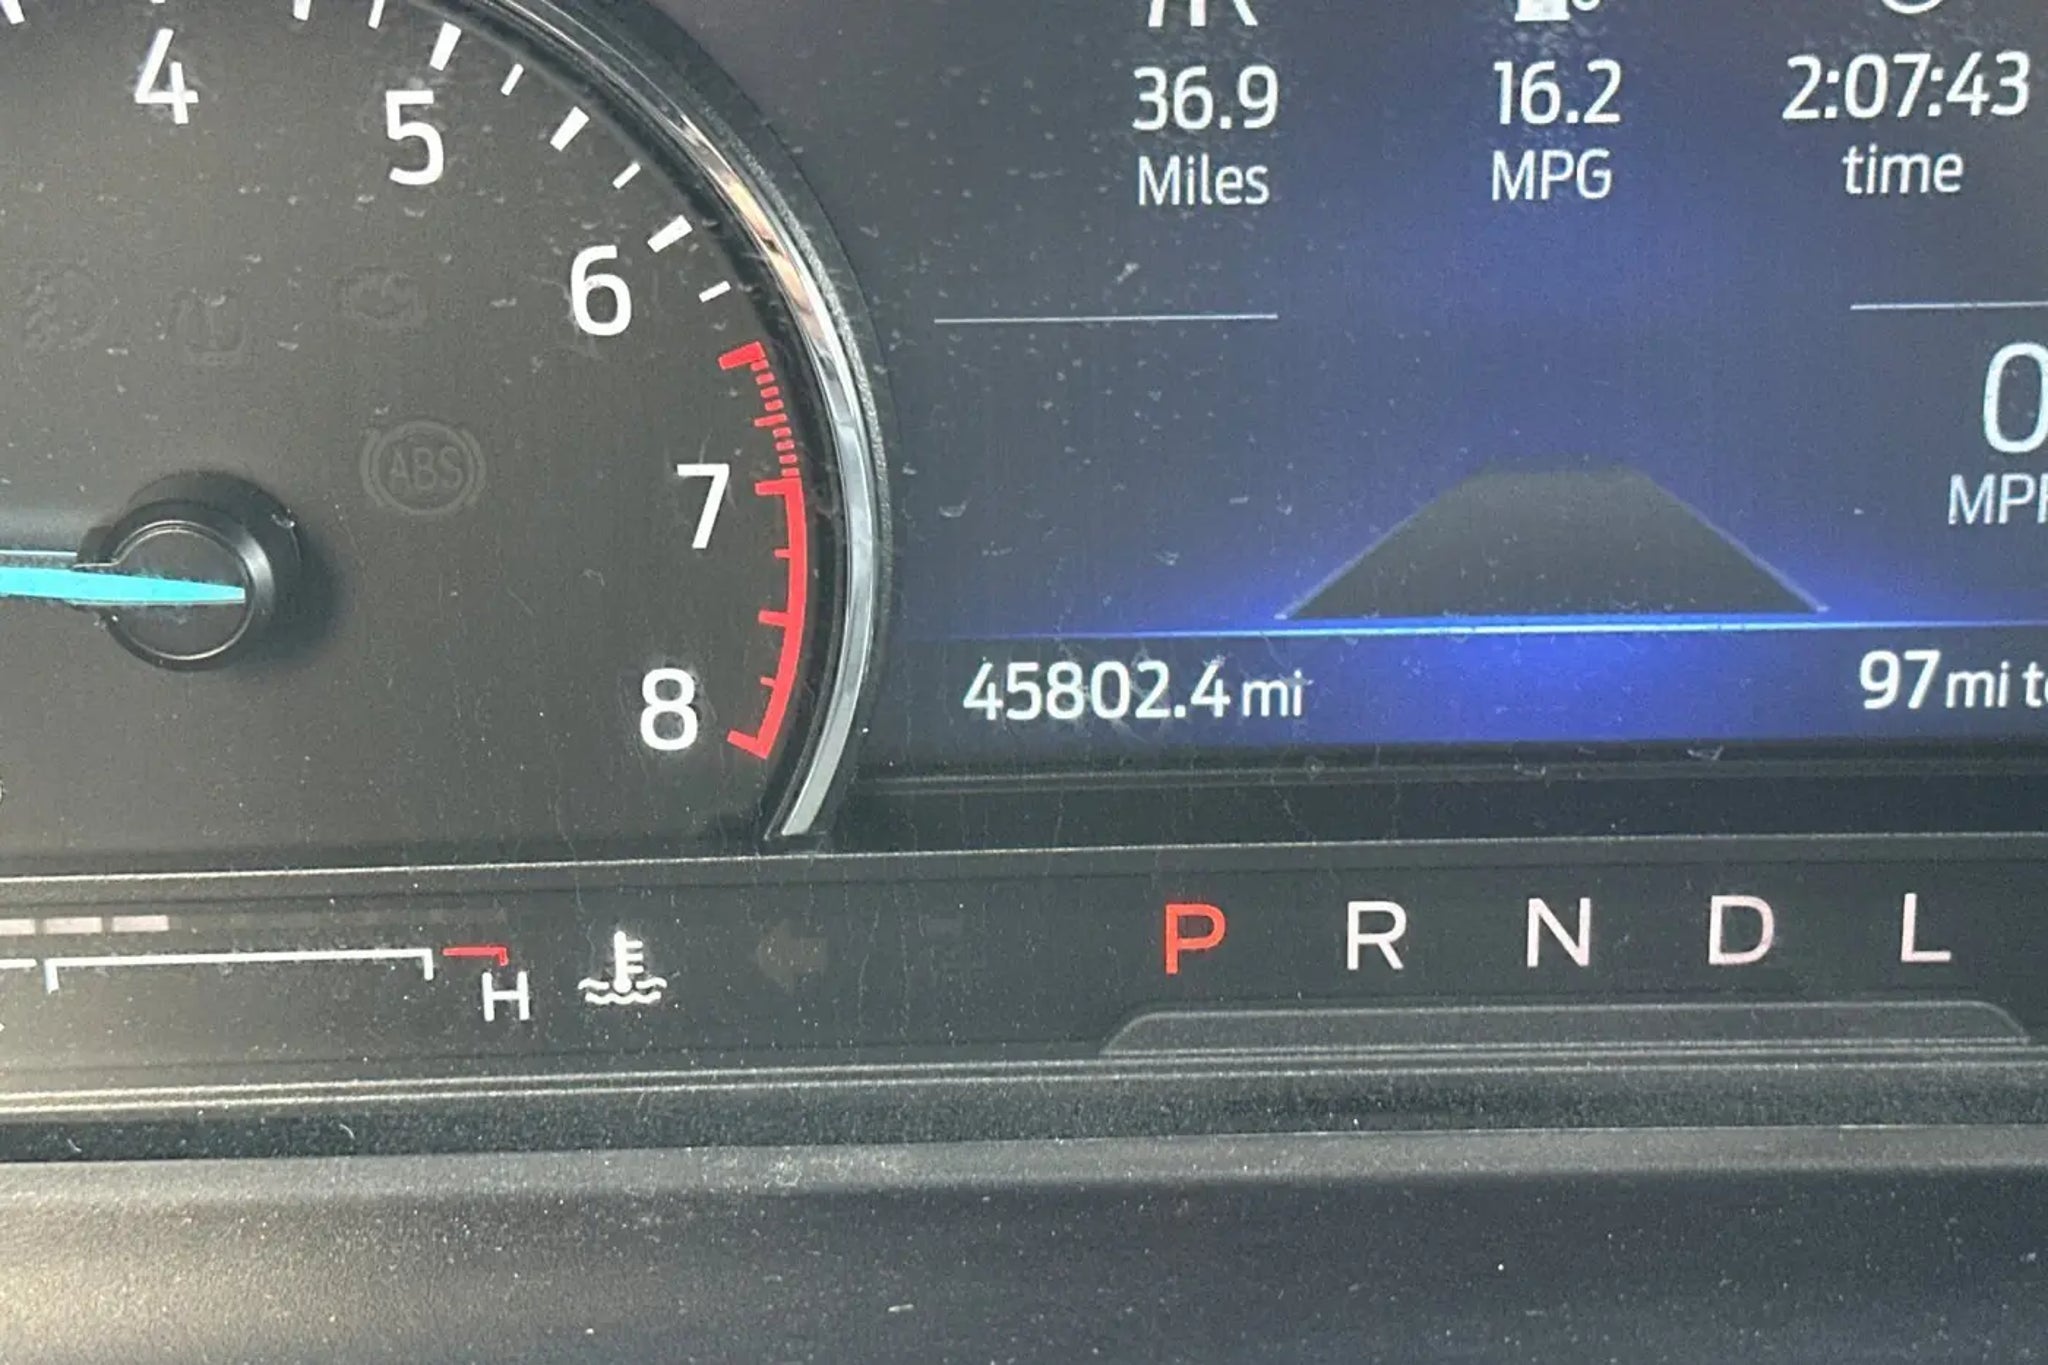 4
5
6
7
8
ABS
36.9
Miles
16.2
MPG
2:07:43
time
0
45802.4 mi
97 mi
H
P R N D L